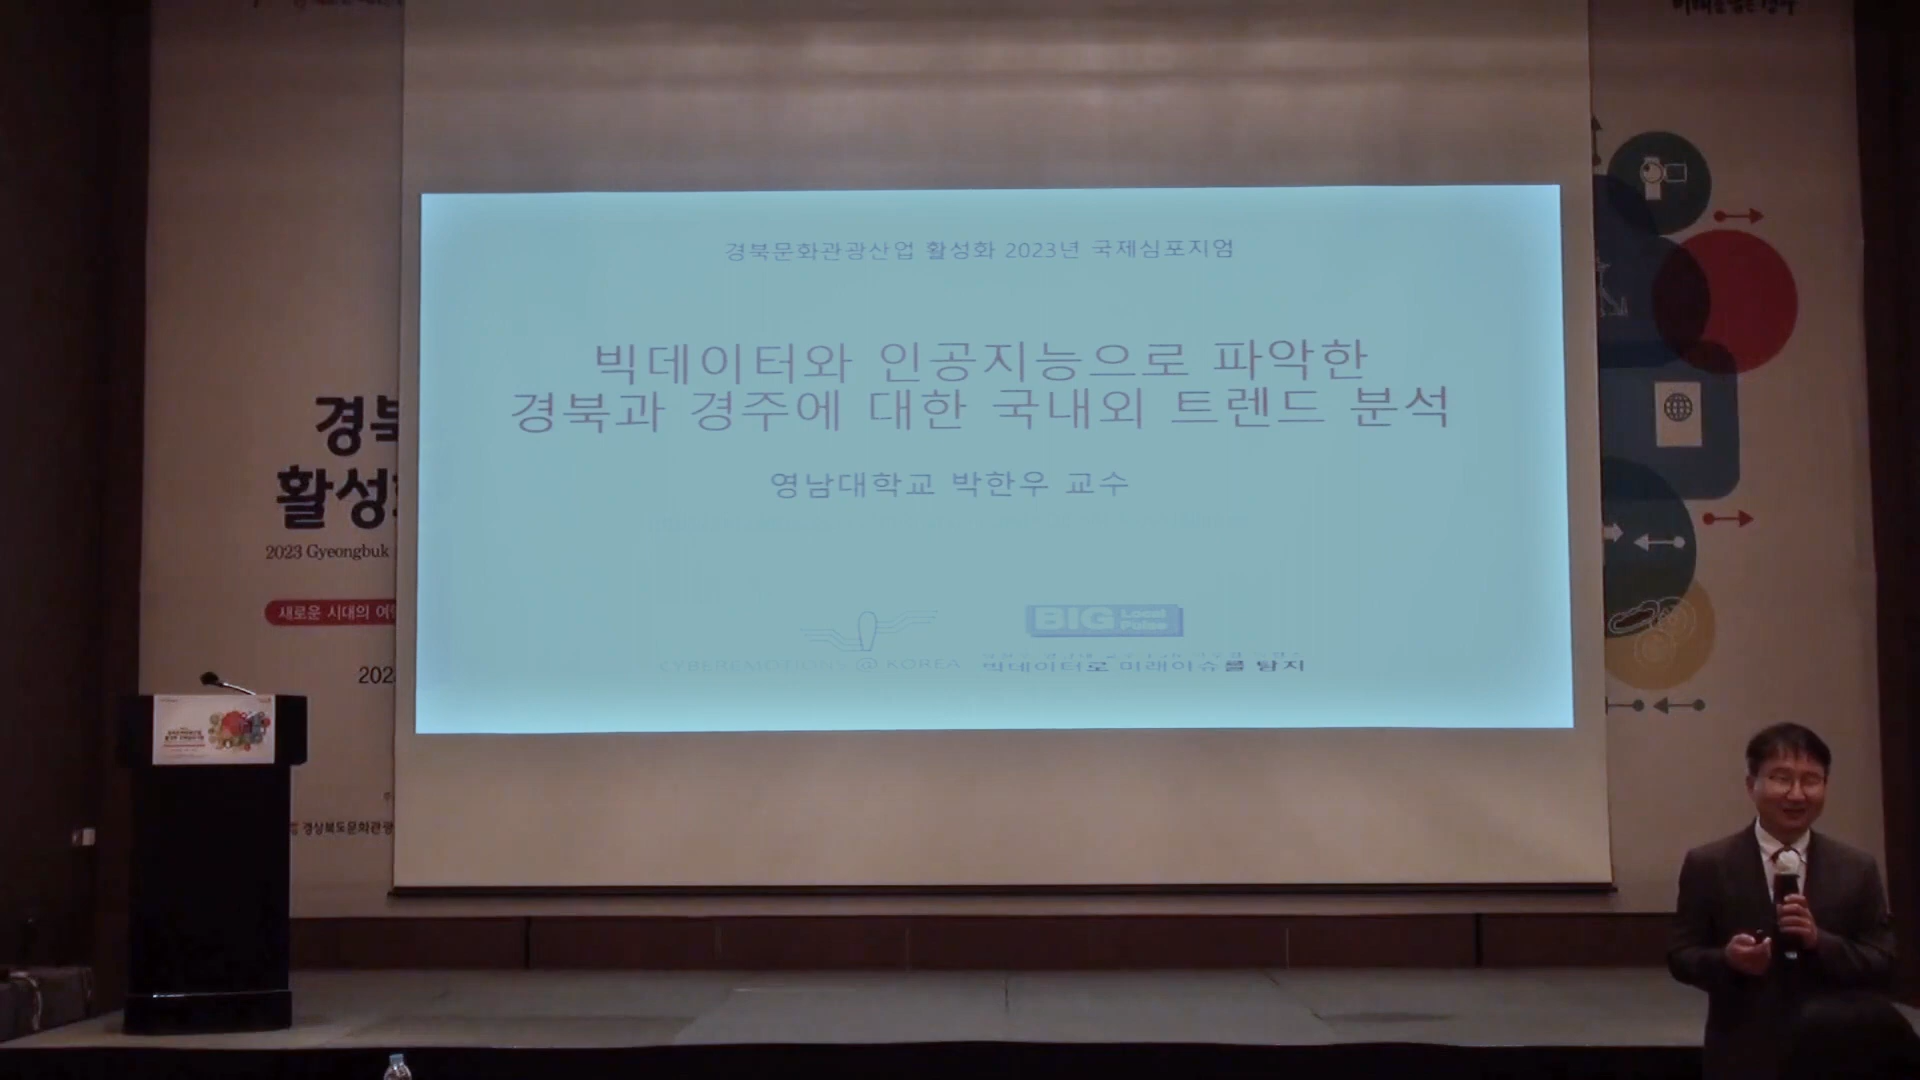 경북문화관광산업 활성화 2023년 국제심포지엄
빅데이터와 인공지능으로 파악한
경북과 경주에 대한 국내외 트렌드 분석
영남대학교 박한우 교수
CYBEREMOTIONS @ KOREA
BIG Local Pulse
빅데이터로 미래이슈를 탐지
경북
활성화
2023 Gyeongbuk
새로운 시대의 여
202
경상북도문화관광